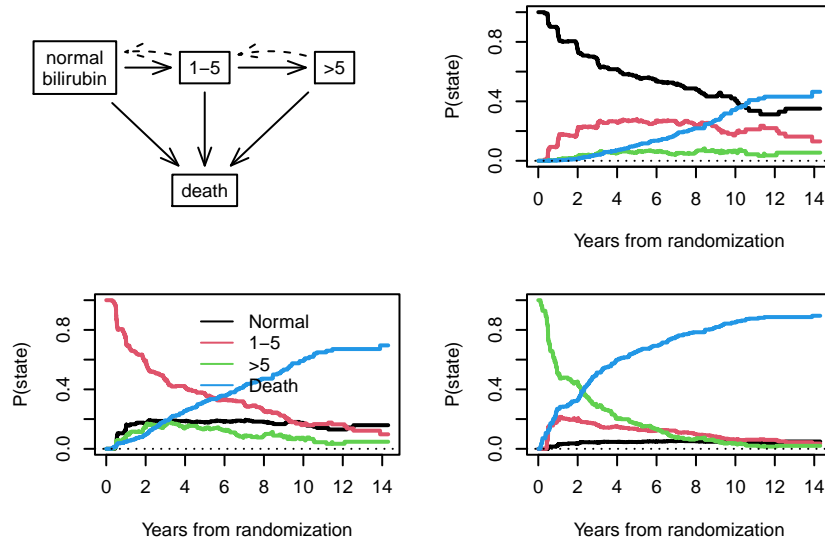 normal
bilirubin
1−5
>5
death
P(state)
0.0
0.4
0.8
0 2 4 6 8 10 12 14
Years from randomization
P(state)
0.0
0.4
0.8
Normal
1−5
>5
Death
0 2 4 6 8 10 12 14
Years from randomization
P(state)
0.0
0.4
0.8
0 2 4 6 8 10 12 14
Years from randomization